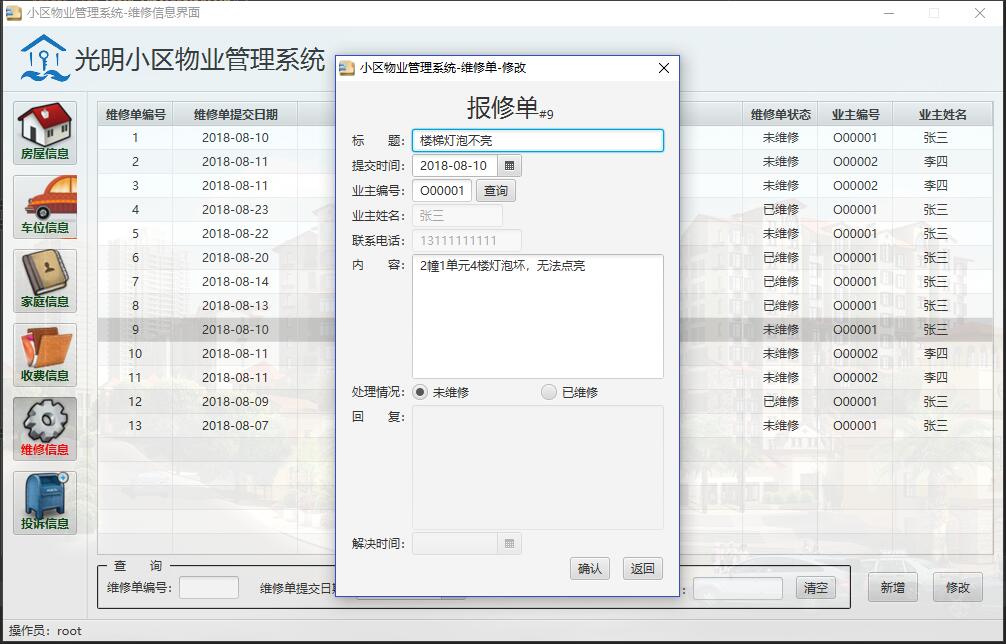 小区物业管理系统-维修信息界面
光明小区物业管理系统
房屋信息
车位信息
家庭信息
收费信息
维修信息
投诉信息
维修单编号 维修单提交日期 维修单状态 业主编号 业主姓名
1 2018-08-10 未维修 O00001 张三
2 2018-08-11 未维修 O00002 李四
3 2018-08-11 未维修 O00002 李四
4 2018-08-23 已维修 O00001 张三
5 2018-08-22 未维修 O00001 张三
6 2018-08-20 已维修 O00001 张三
7 2018-08-14 已维修 O00001 张三
8 2018-08-13 已维修 O00001 张三
9 2018-08-10 未维修 O00001 张三
10 2018-08-11 未维修 O00002 李四
11 2018-08-11 未维修 O00002 李四
12 2018-08-09 已维修 O00001 张三
13 2018-08-07 未维修 O00001 张三
小区物业管理系统-维修单-修改
报修单#9
标 题: 楼梯灯泡不亮
提交时间: 2018-08-10
业主编号: O00001 查询
业主姓名: 张三
联系电话: 13111111111
内 容: 2幢1单元4楼灯泡坏，无法点亮
处理情况: 未维修 已维修
回 复:
解决时间:
确认 返回
查 询
维修单编号: 维修单提交日 : 清空 新增 修改
操作员: root